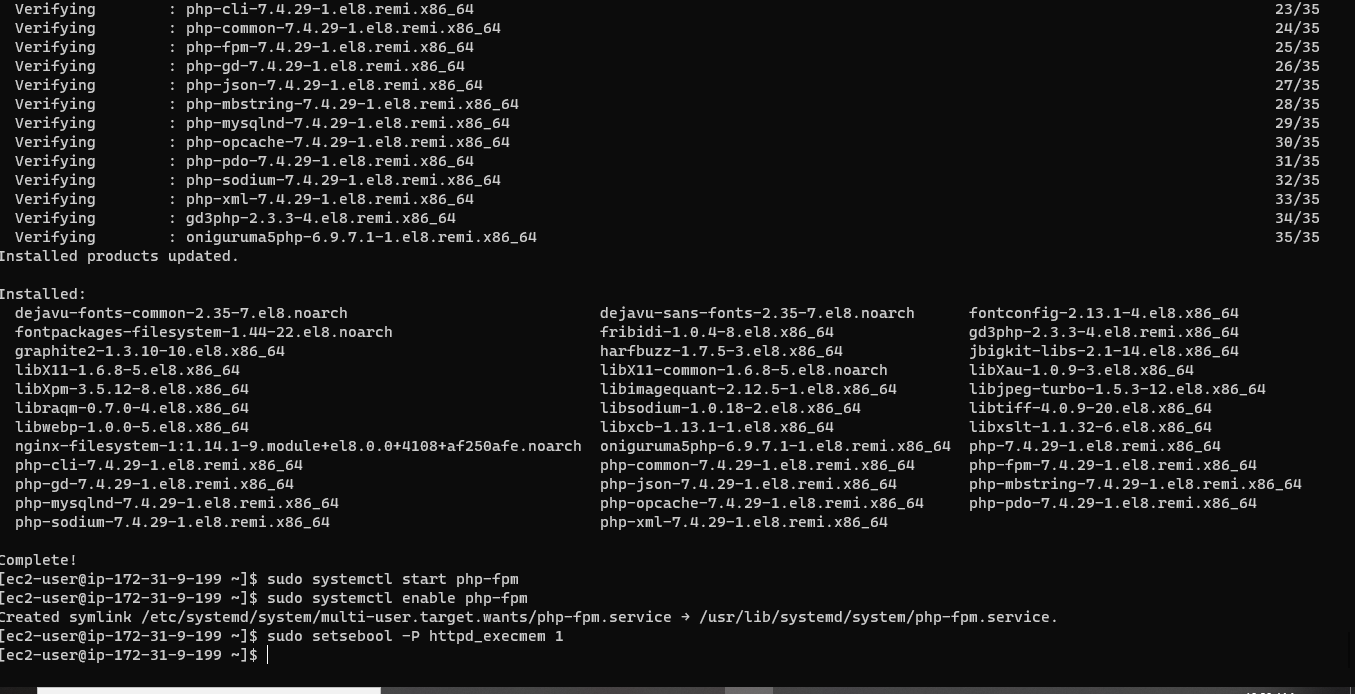 Verifying : php-cli-7.4.29-1.el8.remi.x86_64 23/35
Verifying : php-common-7.4.29-1.el8.remi.x86_64 24/35
Verifying : php-fpm-7.4.29-1.el8.remi.x86_64 25/35
Verifying : php-gd-7.4.29-1.el8.remi.x86_64 26/35
Verifying : php-json-7.4.29-1.el8.remi.x86_64 27/35
Verifying : php-mbstring-7.4.29-1.el8.remi.x86_64 28/35
Verifying : php-mysqlnd-7.4.29-1.el8.remi.x86_64 29/35
Verifying : php-opcache-7.4.29-1.el8.remi.x86_64 30/35
Verifying : php-pdo-7.4.29-1.el8.remi.x86_64 31/35
Verifying : php-sodium-7.4.29-1.el8.remi.x86_64 32/35
Verifying : php-xml-7.4.29-1.el8.remi.x86_64 33/35
Verifying : gd3php-2.3.3-4.el8.remi.x86_64 34/35
Verifying : oniguruma5php-6.9.7.1-1.el8.remi.x86_64 35/35
Installed products updated.
Installed:
dejavu-fonts-common-2.35-7.el8.noarch dejavu-sans-fonts-2.35-7.el8.noarch fontconfig-2.13.1-4.el8.x86_64
fontpackages-filesystem-1.44-22.el8.noarch fribidi-1.0.4-8.el8.x86_64 gd3php-2.3.3-4.el8.remi.x86_64
graphite2-1.3.10-10.el8.x86_64 harfbuzz-1.7.5-3.el8.x86_64 jbigkit-libs-2.1-14.el8.x86_64
libX11-1.6.8-5.el8.x86_64 libX11-common-1.6.8-5.el8.noarch libXau-1.0.9-3.el8.x86_64
libXpm-3.5.12-8.el8.x86_64 libimagequant-2.12.5-1.el8.x86_64 libjpeg-turbo-1.5.3-12.el8.x86_64
libraqm-0.7.0-4.el8.x86_64 libsodium-1.0.18-2.el8.x86_64 libtiff-4.0.9-20.el8.x86_64
libwebp-1.0.0-5.el8.x86_64 libxcb-1.13.1-1.el8.x86_64 libxslt-1.1.32-6.el8.x86_64
nginx-filesystem-1:1.14.1-9.module+el8.0.0+4108+af250afe.noarch oniguruma5php-6.9.7.1-1.el8.remi.x86_64 php-7.4.29-1.el8.remi.x86_64
php-cli-7.4.29-1.el8.remi.x86_64 php-common-7.4.29-1.el8.remi.x86_64 php-fpm-7.4.29-1.el8.remi.x86_64
php-gd-7.4.29-1.el8.remi.x86_64 php-json-7.4.29-1.el8.remi.x86_64 php-mbstring-7.4.29-1.el8.remi.x86_64
php-mysqlnd-7.4.29-1.el8.remi.x86_64 php-opcache-7.4.29-1.el8.remi.x86_64 php-pdo-7.4.29-1.el8.remi.x86_64
php-sodium-7.4.29-1.el8.remi.x86_64 php-xml-7.4.29-1.el8.remi.x86_64
Complete!
[ec2-user@ip-172-31-9-199 ~]$ sudo systemctl start php-fpm
[ec2-user@ip-172-31-9-199 ~]$ sudo systemctl enable php-fpm
Created symlink /etc/systemd/system/multi-user.target.wants/php-fpm.service → /usr/lib/systemd/system/php-fpm.service.
[ec2-user@ip-172-31-9-199 ~]$ sudo setsebool -P httpd_execmem 1
[ec2-user@ip-172-31-9-199 ~]$